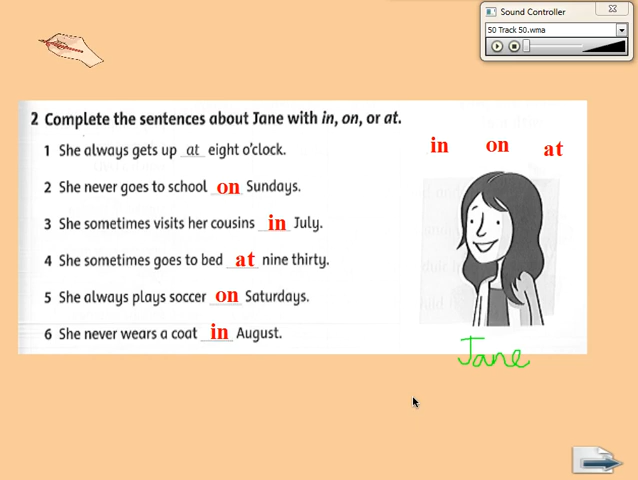 Sound Controller
50 Track 50.wma
2 Complete the sentences about Jane with in, on, or at.
in on at
1 She always gets up at eight o'clock.
2 She never goes to school on Sundays.
3 She sometimes visits her cousins in July.
4 She sometimes goes to bed at nine thirty.
5 She always plays soccer on Saturdays.
6 She never wears a coat in August.
Jane